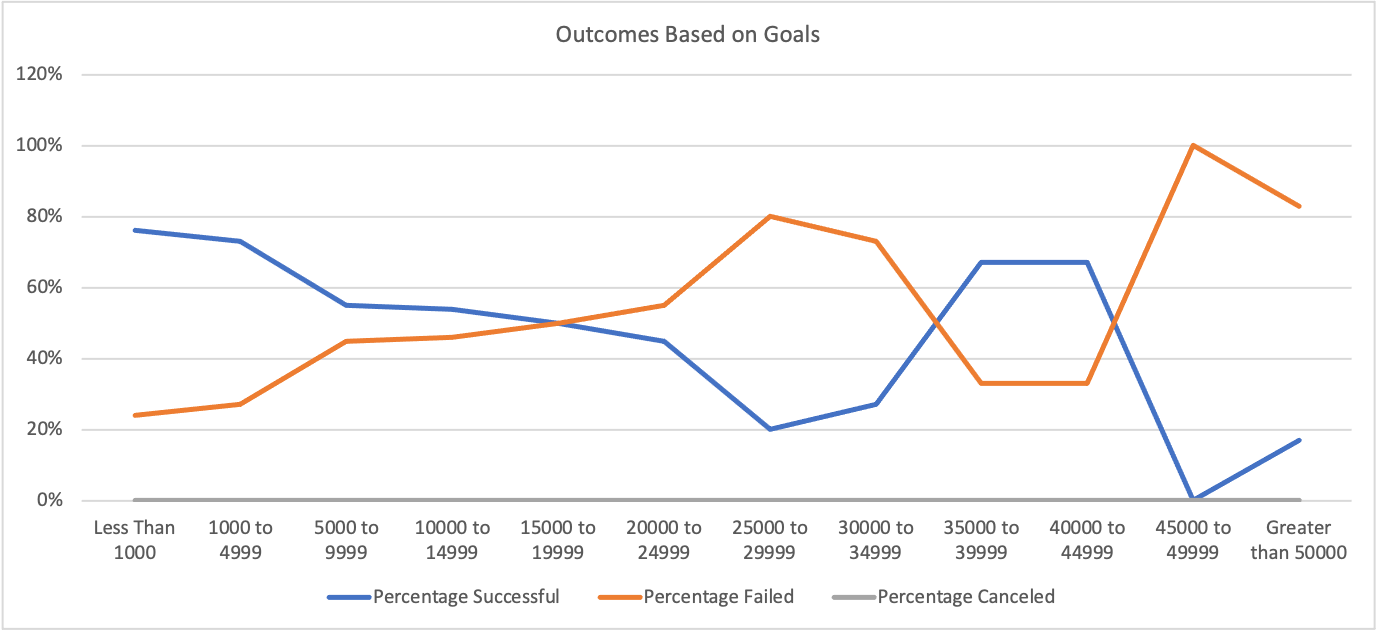 Outcomes Based on Goals
120%
100%
80%
60%
40%
20%
0%
Less Than 1000 to 5000 to 10000 to 15000 to 20000 to 25000 to 30000 to 35000 to 40000 to 45000 to Greater
1000 4999 9999 14999 19999 24999 29999 34999 39999 44999 49999 than 50000
Percentage Successful Percentage Failed Percentage Canceled